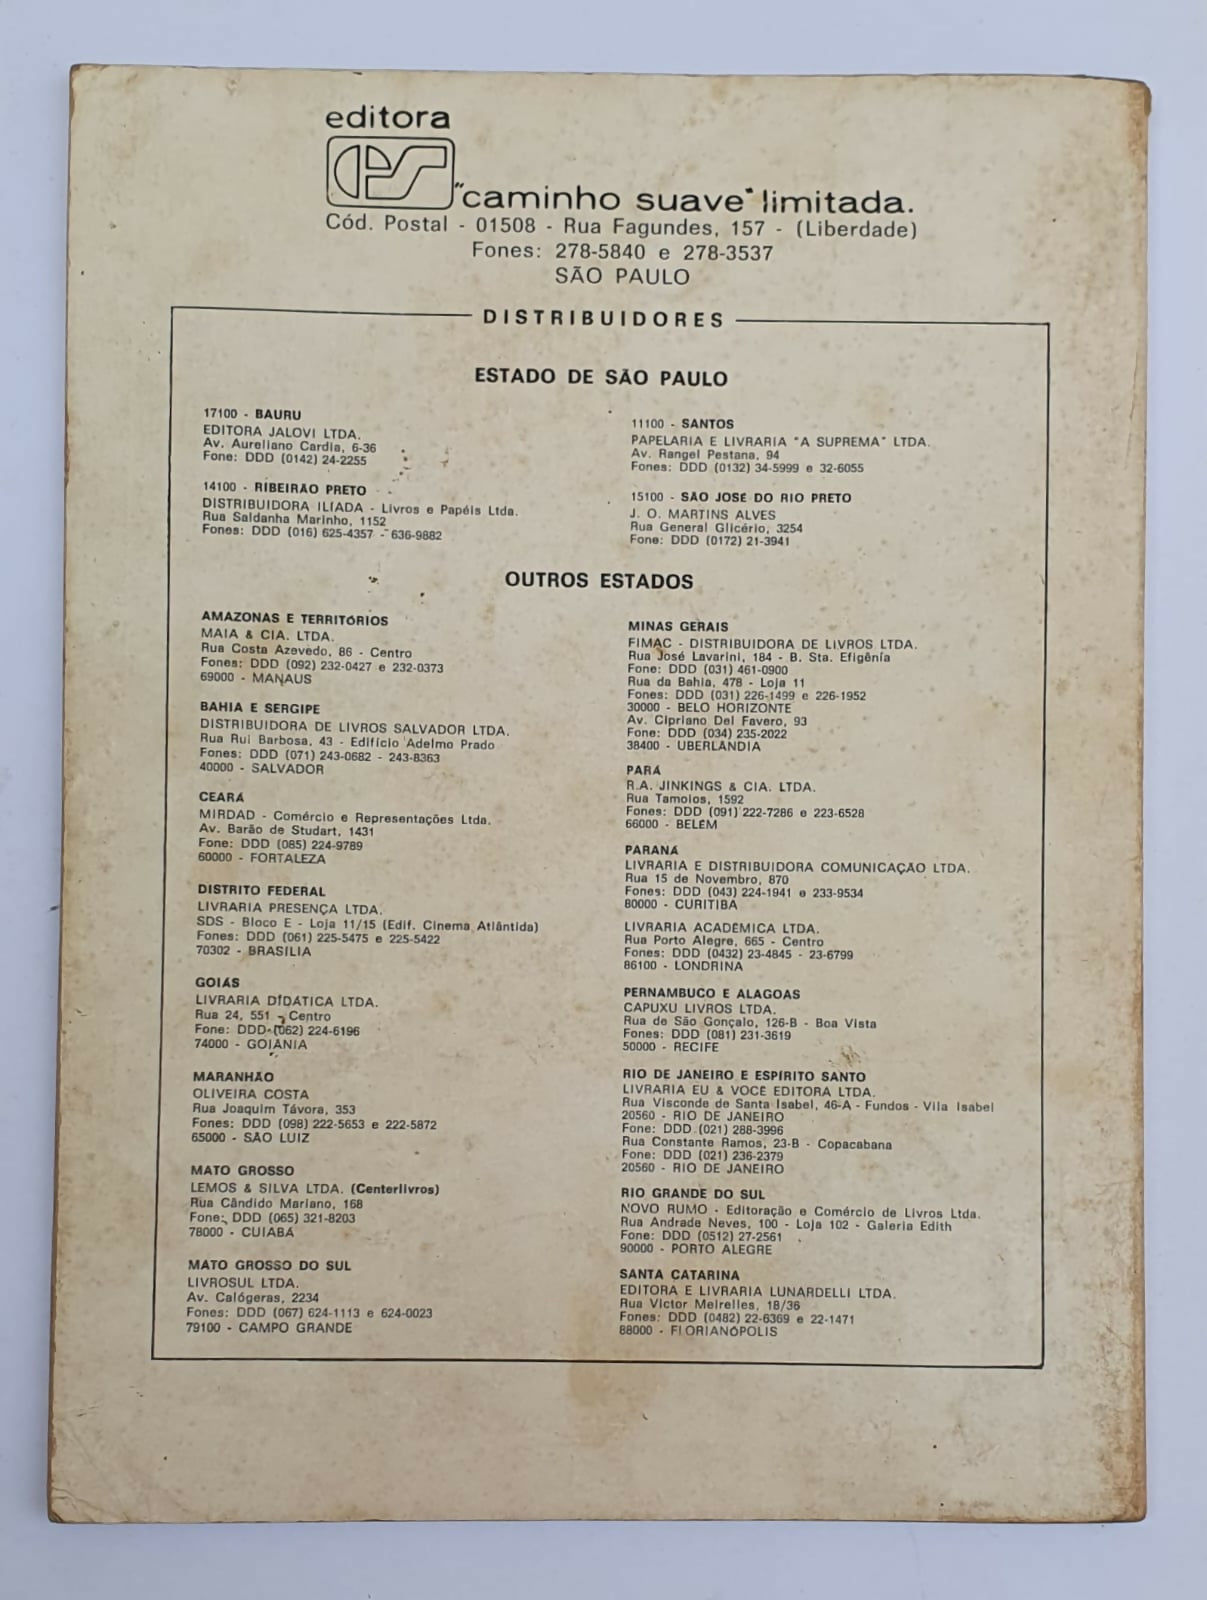 editora
"caminho suave" limitada.
Cód. Postal - 01508 - Rua Fagundes, 157 - (Liberdade)
Fones: 278-5840 e 278-3537
SÃO PAULO
DISTRIBUIDORES
ESTADO DE SÃO PAULO
17100 - BAURU
EDITORA JALOVI LTDA.
Av. Aureliano Cardia, 6-36
Fone: DDD (0142) 24-2255
14100 - RIBEIRÃO PRETO
DISTRIBUIDORA ILIADA - Livros e Papéis Ltda.
Rua Saldanha Marinho, 1152
Fones: DDD (016) 625-4357 - 636-9882
11100 - SANTOS
PAPELARIA E LIVRARIA "A SUPREMA" LTDA.
Av. Rangel Pestana, 94
Fones: DDD (0132) 34-5999 e 32-6055
15100 - SÃO JOSÉ DO RIO PRETO
J. O. MARTINS ALVES
Rua General Glicério, 3254
Fone: DDD (0172) 21-3941
OUTROS ESTADOS
AMAZONAS E TERRITÓRIOS
MAIA & CIA. LTDA.
Rua Costa Azevedo, 86 - Centro
Fones: DDD (092) 232-0427 e 232-0373
69000 - MANAUS
BAHIA E SERGIPE
DISTRIBUIDORA DE LIVROS SALVADOR LTDA.
Rua Rui Barbosa, 43 - Edifício Adelmo Prado
Fones: DDD (071) 243-0682 - 243-8363
40000 - SALVADOR
CEARÁ
MIRDAD - Comércio e Representações Ltda.
Av. Barão de Studart, 1431
Fone: DDD (085) 224-9789
60000 - FORTALEZA
DISTRITO FEDERAL
LIVRARIA PRESENÇA LTDA.
SDS - Bloco E - Loja 11/15 (Edif. Cinema Atlântida)
Fones: DDD (061) 225-5475 e 225-5422
70302 - BRASÍLIA
GOIÁS
LIVRARIA DIDÁTICA LTDA.
Rua 24, 551 - Centro
Fone: DDD (062) 224-6196
74000 - GOIÂNIA
MARANHÃO
OLIVEIRA COSTA
Rua Joaquim Távora, 353
Fones: DDD (098) 222-5653 e 222-5872
65000 - SÃO LUIZ
MATO GROSSO
LEMOS & SILVA LTDA. (Centerlivros)
Rua Cândido Mariano, 168
Fone: DDD (065) 321-8203
78000 - CUIABÁ
MATO GROSSO DO SUL
LIVROSUL LTDA.
Av. Calógeras, 2234
Fones: DDD (067) 624-1113 e 624-0023
79100 - CAMPO GRANDE
MINAS GERAIS
FIMAC - DISTRIBUIDORA DE LIVROS LTDA.
Rua José Lavarini, 184 - B. Sta. Efigênia
Fone: DDD (031) 461-0900
Rua da Bahia, 478 - Loja 11
Fones: DDD (031) 226-1499 e 226-1952
30000 - BELO HORIZONTE
Av. Cipriano Del Favero, 93
Fone: DDD (034) 235-2022
38400 - UBERLÂNDIA
PARÁ
R.A. JINKINGS & CIA. LTDA.
Rua Tamoios, 1592
Fones: DDD (091) 222-7286 e 223-6528
66000 - BELÉM
PARANÁ
LIVRARIA E DISTRIBUIDORA COMUNICAÇÃO LTDA.
Rua 15 de Novembro, 870
Fones: DDD (043) 224-1941 e 233-9534
80000 - CURITIBA
LIVRARIA ACADÊMICA LTDA.
Rua Porto Alegre, 665 - Centro
Fones: DDD (0432) 23-4845 - 23-6799
86100 - LONDRINA
PERNAMBUCO E ALAGOAS
CAPUXU LIVROS LTDA.
Rua de São Gonçalo, 126-B - Boa Vista
Fones: DDD (081) 231-3619
50000 - RECIFE
RIO DE JANEIRO E ESPÍRITO SANTO
LIVRARIA EU & VOCÊ EDITORA LTDA.
Rua Visconde de Santa Isabel, 46-A - Fundos - Vila Isabel
20560 - RIO DE JANEIRO
Fone: DDD (021) 288-3996
Rua Constante Ramos, 23-B - Copacabana
Fone: DDD (021) 236-2379
20560 - RIO DE JANEIRO
RIO GRANDE DO SUL
NOVO RUMO - Editoração e Comércio de Livros Ltda.
Rua Andrade Neves, 100 - Loja 102 - Galeria Edith
Fone: DDD (0512) 27-2561
90000 - PORTO ALEGRE
SANTA CATARINA
EDITORA E LIVRARIA LUNARDELLI LTDA.
Rua Victor Meirelles, 18/36
Fones: DDD (0482) 22-6369 e 22-1471
88000 - FLORIANÓPOLIS